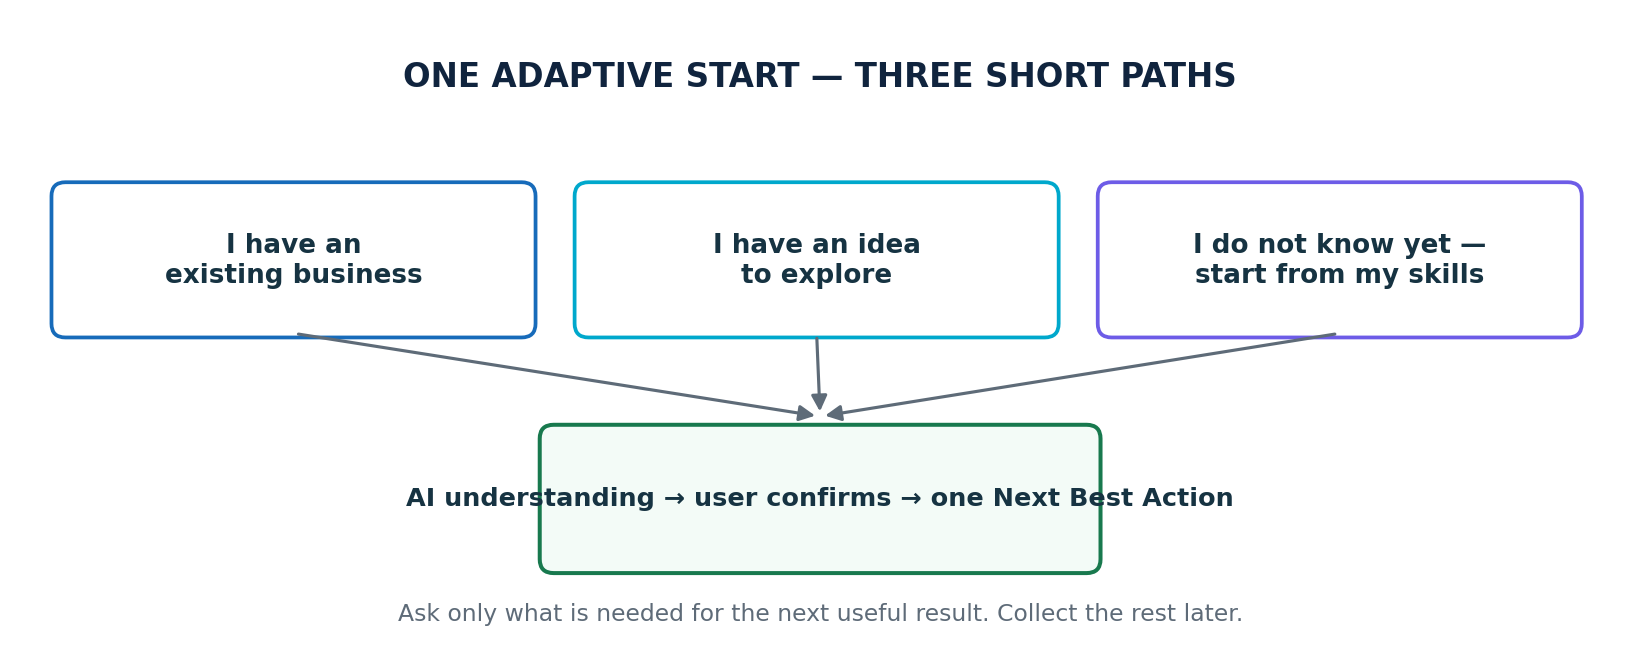 ONE ADAPTIVE START — THREE SHORT PATHS
I have an
existing business
I have an idea
to explore
I do not know yet —
start from my skills
AI understanding → user confirms → one Next Best Action
Ask only what is needed for the next useful result. Collect the rest later.